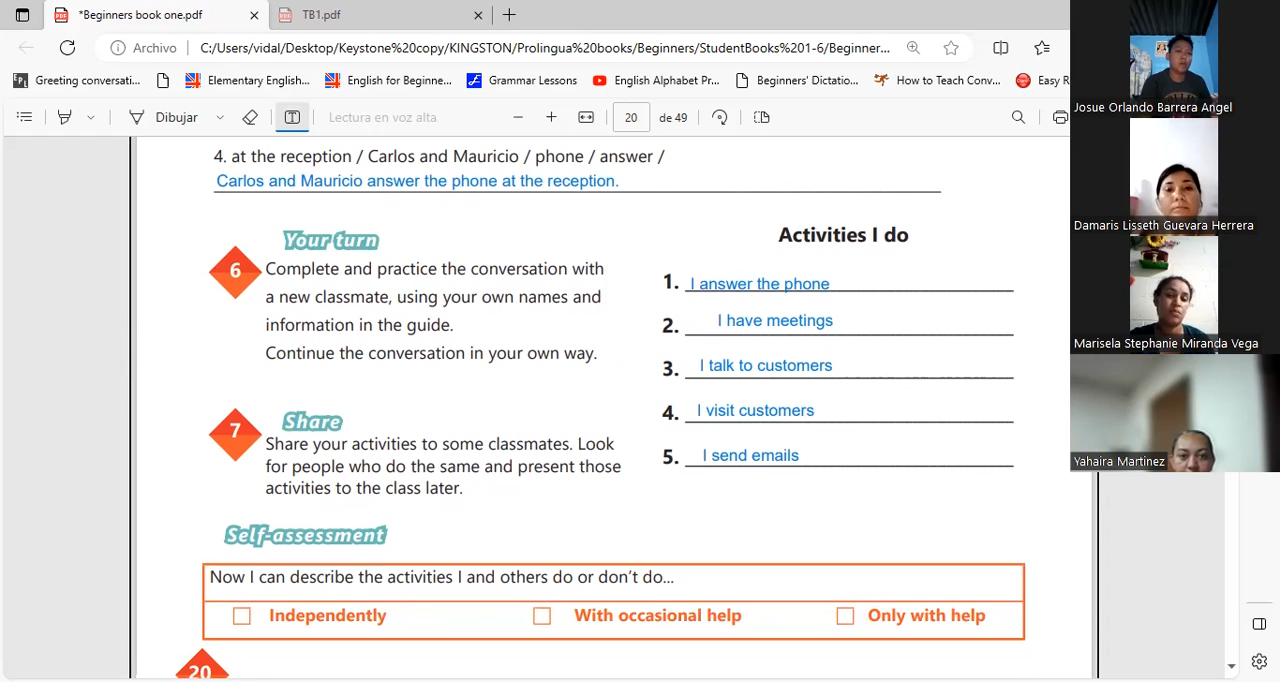 *Beginners book one.pdf
TB1.pdf
Archivo
C:/Users/vidal/Desktop/Keystone%20copy/KINGSTON/Prolingua%20books/Beginners/StudentBooks%201-6/Beginner...
Greeting conversati...
Elementary English...
English for Beginne...
Grammar Lessons
English Alphabet Pr...
Beginners' Dictatio...
How to Teach Conv...
Easy R
Dibujar
Lectura en voz alta
20 de 49
4. at the reception / Carlos and Mauricio / phone / answer /
Carlos and Mauricio answer the phone at the reception.
6
Your turn
Complete and practice the conversation with
a new classmate, using your own names and
information in the guide.
Continue the conversation in your own way.
7
Share
Share your activities to some classmates. Look
for people who do the same and present those
activities to the class later.
Activities I do
1. I answer the phone
2. I have meetings
3. I talk to customers
4. I visit customers
5. I send emails
Self-assessment
Now I can describe the activities I and others do or don't do...
Independently
With occasional help
Only with help
20
Josue Orlando Barrera Angel
Damaris Lisseth Guevara Herrera
Marisela Stephanie Miranda Vega
Yahaira Martinez